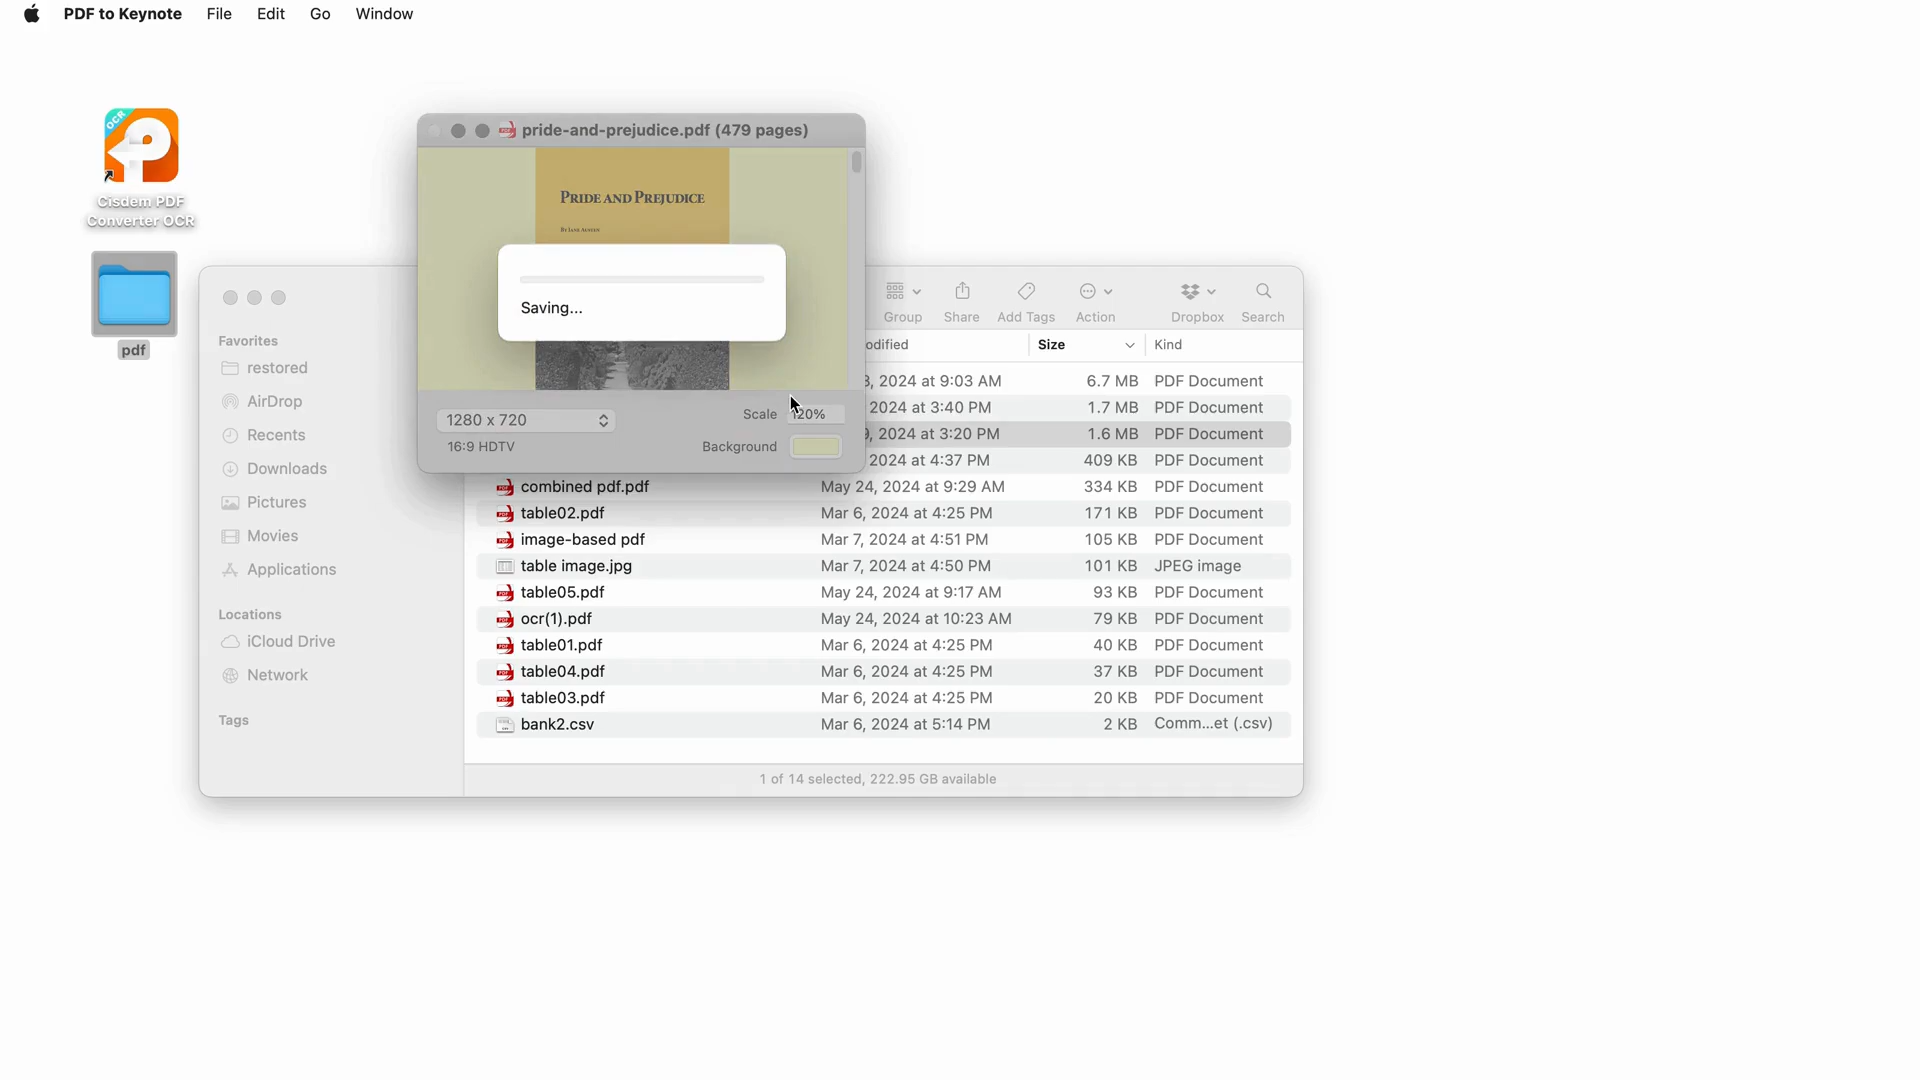 PDF to Keynote File Edit Go Window
OCR
Cisdem PDF
Converter OCR
pdf
pride-and-prejudice.pdf (479 pages)
PRIDE AND PREJUDICE
BY JANE AUSTEN
Saving...
1280 x 720
16:9 HDTV
Scale 120%
Background
Favorites
restored
AirDrop
Recents
Downloads
Pictures
Movies
Applications
Locations
iCloud Drive
Network
Tags
Group Share Add Tags Action Dropbox Search
odified Size Kind
3, 2024 at 9:03 AM 6.7 MB PDF Document
2024 at 3:40 PM 1.7 MB PDF Document
9, 2024 at 3:20 PM 1.6 MB PDF Document
2024 at 4:37 PM 409 KB PDF Document
combined pdf.pdf May 24, 2024 at 9:29 AM 334 KB PDF Document
table02.pdf Mar 6, 2024 at 4:25 PM 171 KB PDF Document
image-based pdf Mar 7, 2024 at 4:51 PM 105 KB PDF Document
table image.jpg Mar 7, 2024 at 4:50 PM 101 KB JPEG image
table05.pdf May 24, 2024 at 9:17 AM 93 KB PDF Document
ocr(1).pdf May 24, 2024 at 10:23 AM 79 KB PDF Document
table01.pdf Mar 6, 2024 at 4:25 PM 40 KB PDF Document
table04.pdf Mar 6, 2024 at 4:25 PM 37 KB PDF Document
table03.pdf Mar 6, 2024 at 4:25 PM 20 KB PDF Document
bank2.csv Mar 6, 2024 at 5:14 PM 2 KB Comm...et (.csv)
1 of 14 selected, 222.95 GB available